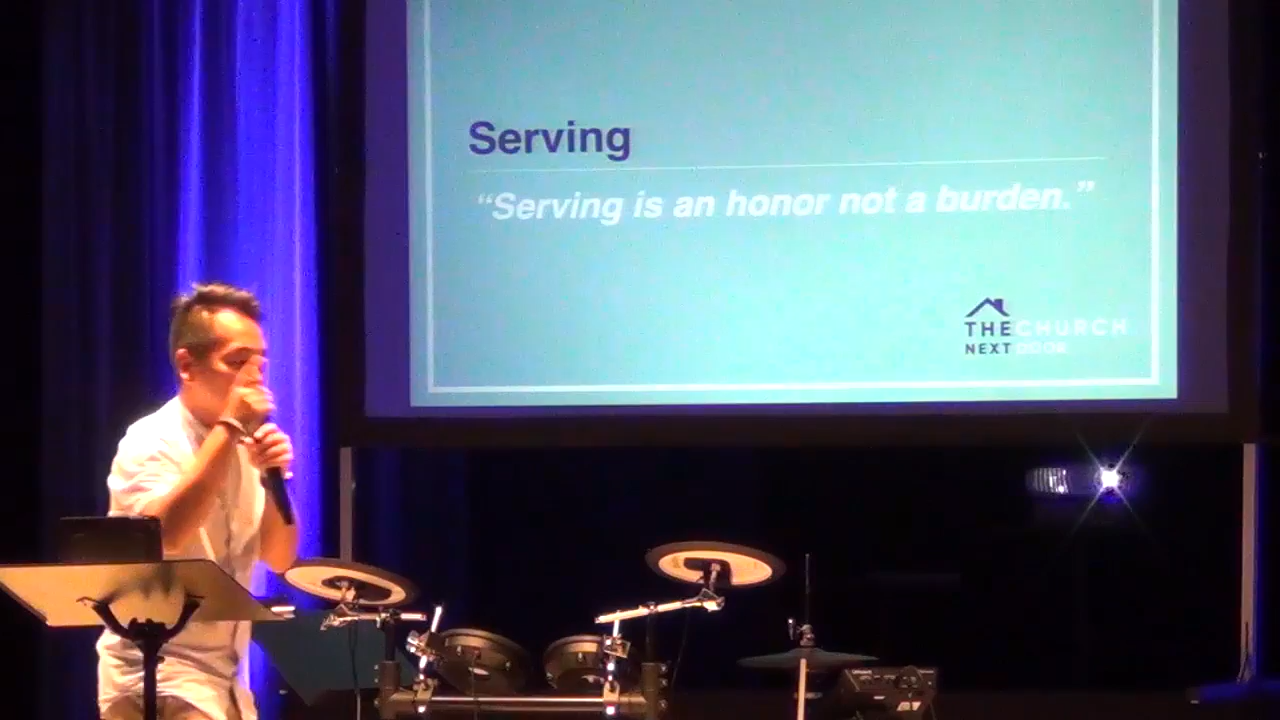 Serving
“Serving is an honor not a burden.”
THE CHURCH
NEXT DOOR